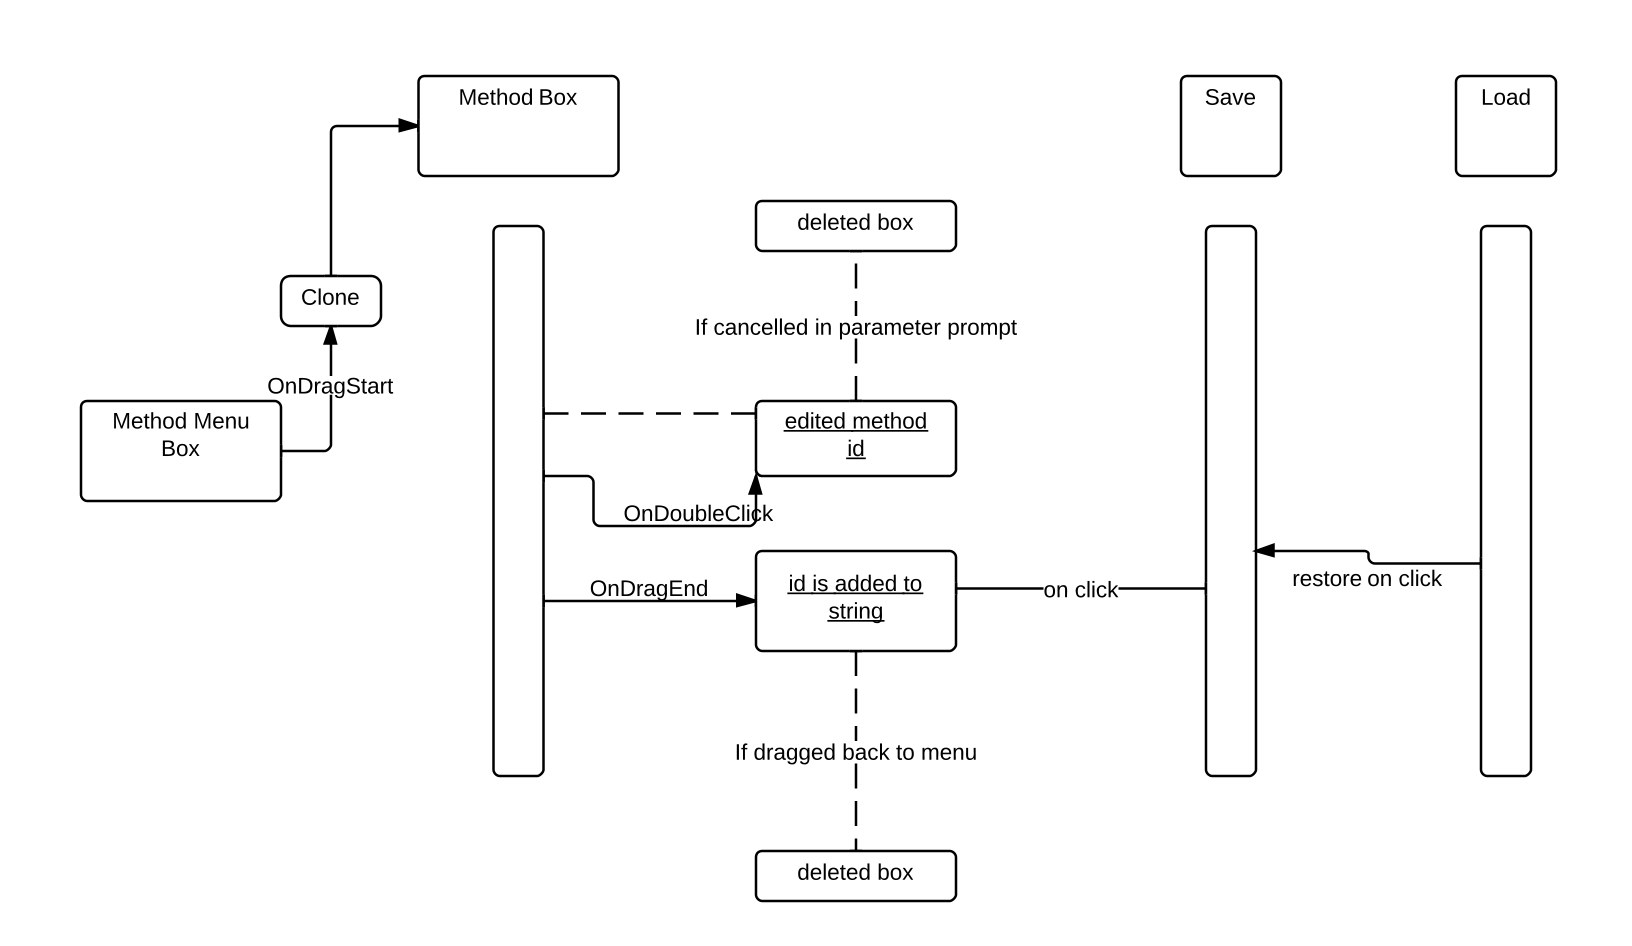 Method Box
Save
Load
deleted box
Clone
If cancelled in parameter prompt
OnDragStart
Method Menu
Box
edited method
id
OnDoubleClick
OnDragEnd
id is added to
string
on click
restore on click
If dragged back to menu
deleted box